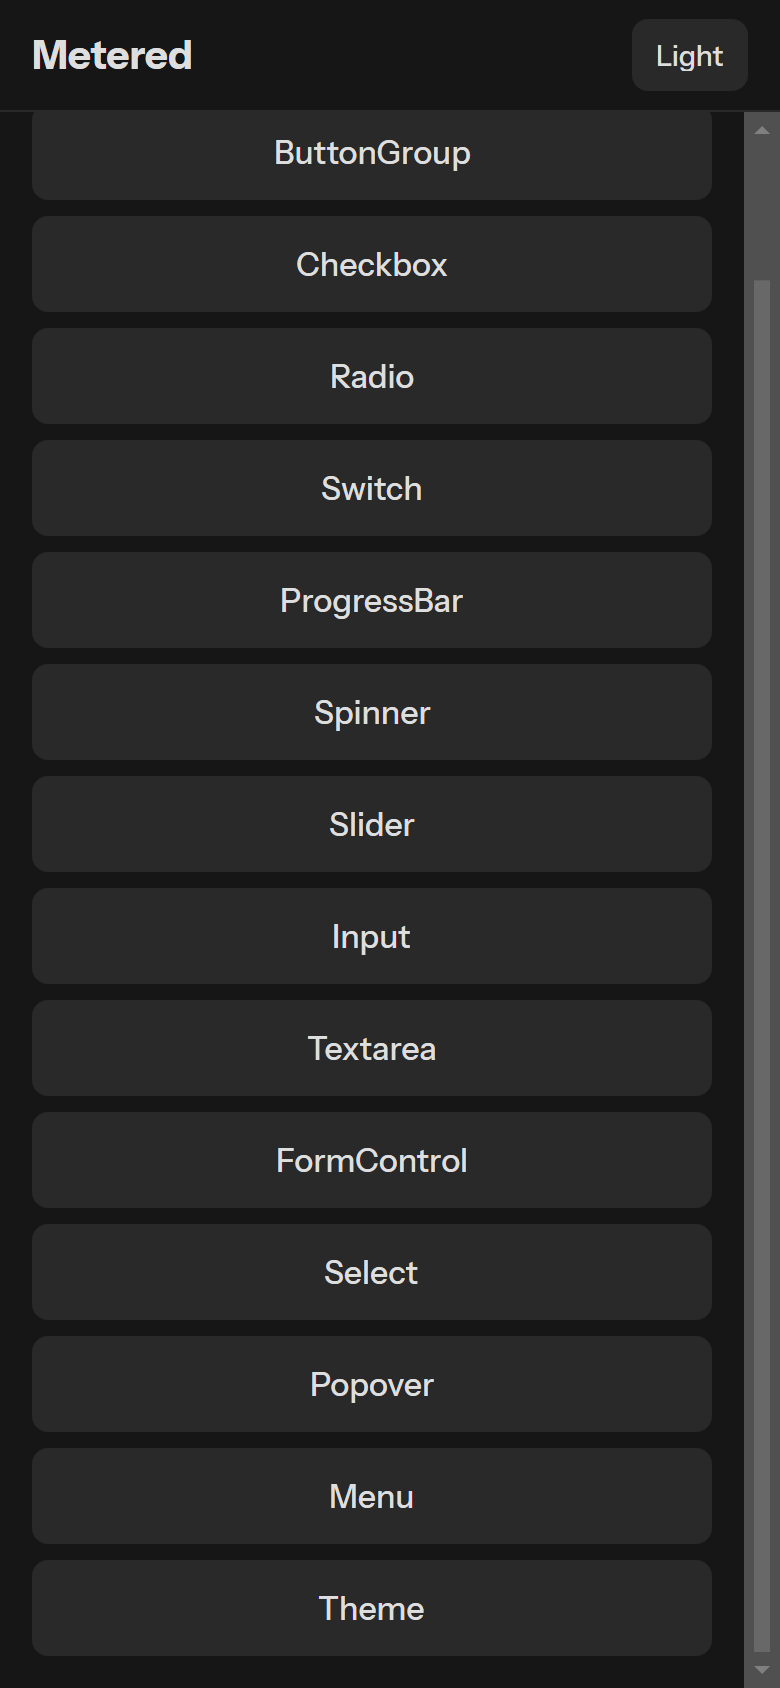 Metered
Light
ButtonGroup
Checkbox
Radio
Switch
ProgressBar
Spinner
Slider
Input
Textarea
FormControl
Select
Popover
Menu
Theme